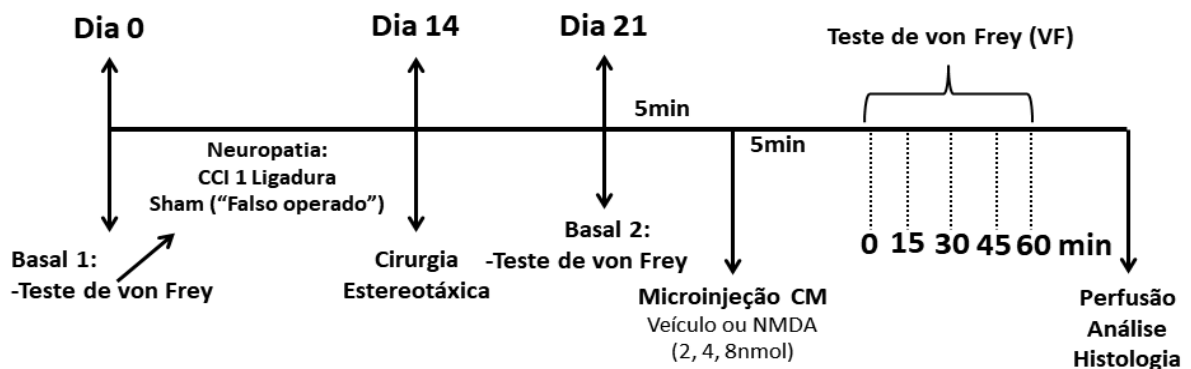 Dia 0
Dia 14
Dia 21
Teste de von Frey (VF)
5min
5min
Neuropatia:
CCI 1 Ligadura
Sham (“Falso operado”)
Basal 1:
-Teste de von Frey
Cirurgia
Estereotáxica
Basal 2:
-Teste de von Frey
Microinjeção CM
Veículo ou NMDA
(2, 4, 8nmol)
0 15 30 45 60 min
Perfusão
Análise
Histologia